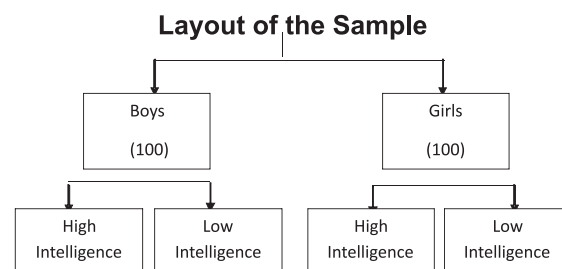 Layout of the Sample
Boys
(100)
Girls
(100)
High
Intelligence
Low
Intelligence
High
Intelligence
Low
Intelligence